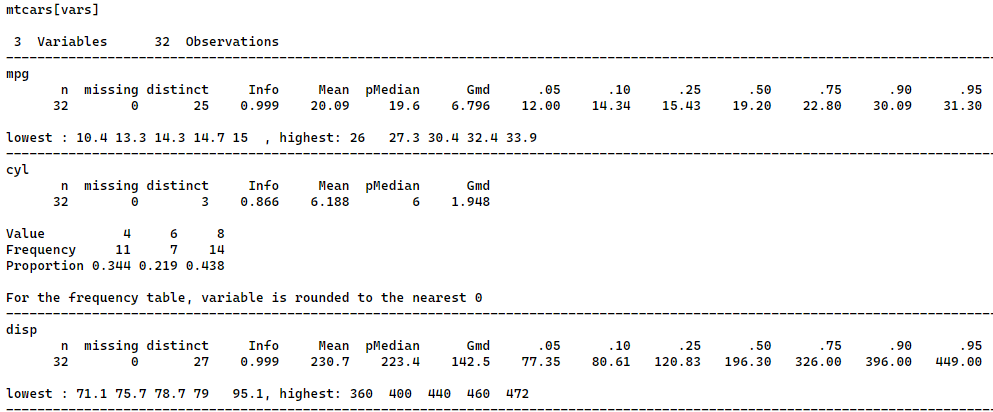 mtcars[vars]

 3  Variables      32  Observations
--------------------------------------------------------------------------------------------------------------------------------
mpg
       n  missing distinct     Info     Mean  pMedian      Gmd      .05      .10      .25      .50      .75      .90      .95
      32        0       25    0.999    20.09     19.6    6.796    12.00    14.34    15.43    19.20    22.80    30.09    31.30

lowest : 10.4 13.3 14.3 14.7 15  , highest: 26   27.3 30.4 32.4 33.9
--------------------------------------------------------------------------------------------------------------------------------
cyl
       n  missing distinct     Info     Mean  pMedian      Gmd
      32        0        3    0.866    6.188        6    1.948

Value          4     6     8
Frequency     11     7    14
Proportion 0.344 0.219 0.438

For the frequency table, variable is rounded to the nearest 0
--------------------------------------------------------------------------------------------------------------------------------
disp
       n  missing distinct     Info     Mean  pMedian      Gmd      .05      .10      .25      .50      .75      .90      .95
      32        0       27    0.999    230.7    223.4    142.5    77.35    80.61   120.83   196.30   326.00   396.00   449.00

lowest : 71.1 75.7 78.7 79   95.1, highest: 360  400  440  460  472
--------------------------------------------------------------------------------------------------------------------------------